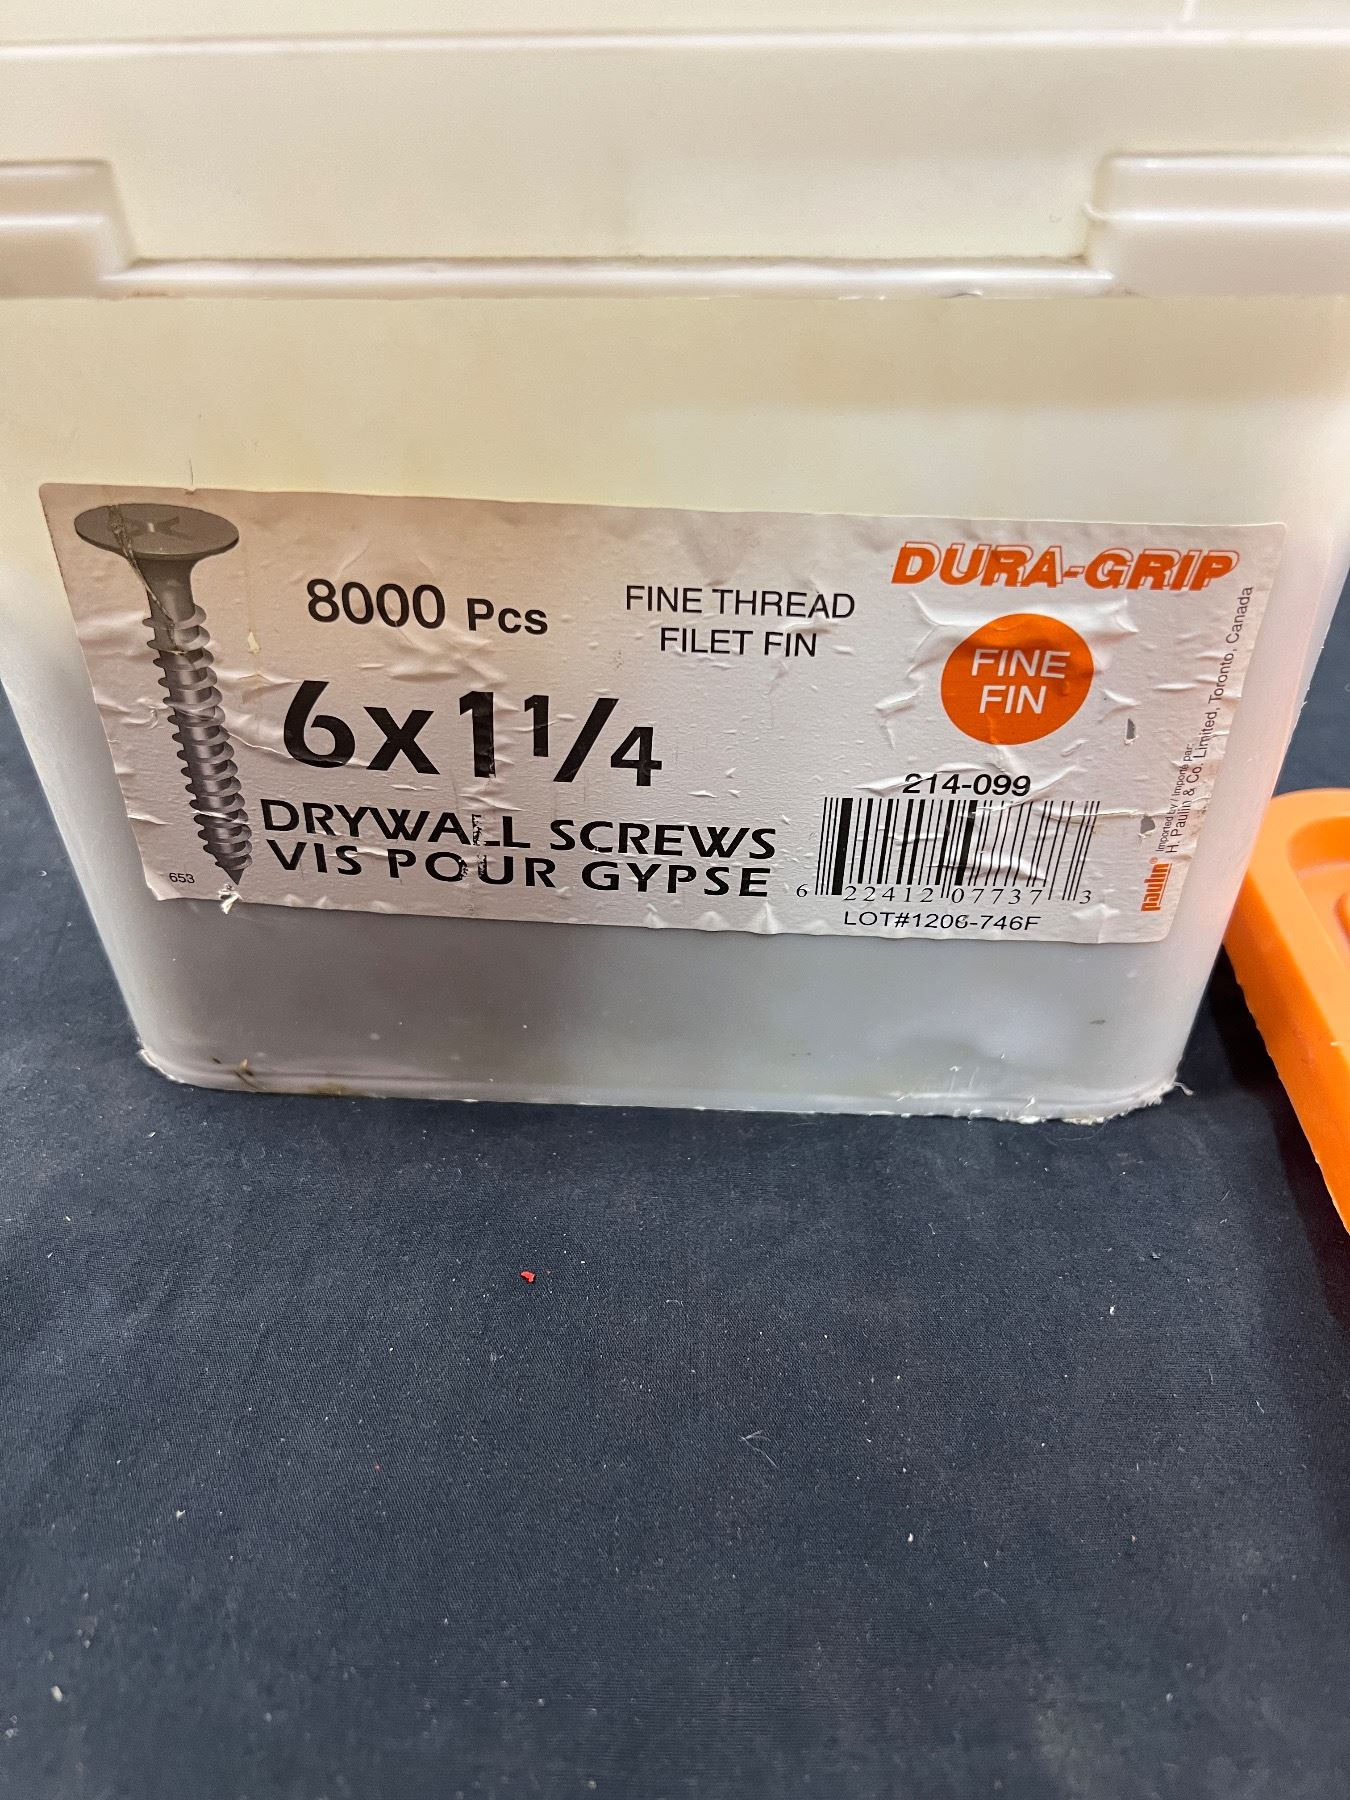 8000 Pcs
FINE THREAD
FILET FIN
6x1 1/4
DRYWALL SCREWS
VIS POUR GYPSE
653
DURA-GRIP
FINE
FIN
214-099
6 22412 07737 3
LOT#1206-746F
paulin®
Imported by / Importé par:
H. Paulin & Co. Limited, Toronto, Canada